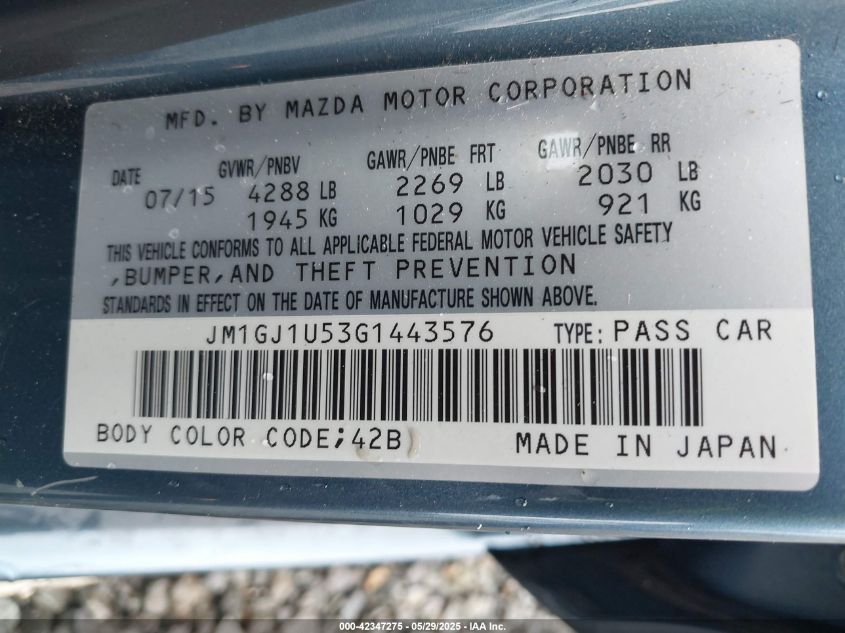 MFD. BY MAZDA MOTOR CORPORATION
DATE GVWR/PNBV GAWR/PNBE FRT GAWR/PNBE RR
07/15 4288 LB 2269 LB 2030 LB
1945 KG 1029 KG 921 KG
THIS VEHICLE CONFORMS TO ALL APPLICABLE FEDERAL MOTOR VEHICLE SAFETY
,BUMPER,AND THEFT PREVENTION
STANDARDS IN EFFECT ON THE DATE OF MANUFACTURE SHOWN ABOVE.
JM1GJ1U53G1443576 TYPE: PASS CAR
BODY COLOR CODE;42B MADE IN JAPAN
000-42347275 - 05/29/2025 - IAA Inc.